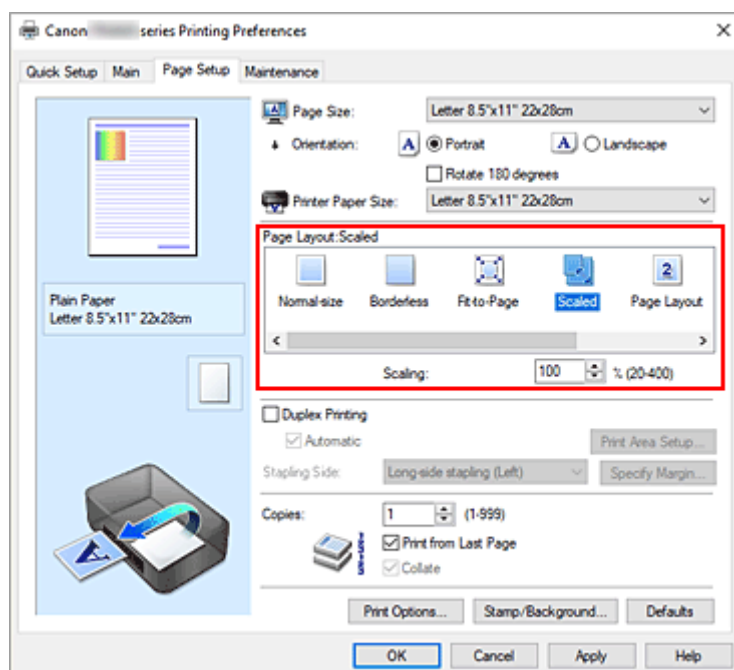 Canon series Printing Preferences
Quick Setup Main Page Setup Maintenance
Page Size: Letter 8.5"x11" 22x28cm
Orientation: A Portrait A Landscape
Rotate 180 degrees
Printer Paper Size: Letter 8.5"x11" 22x28cm
Page Layout:Scaled
2
Normal-size Borderless Fit-to-Page Scaled Page Layout
Scaling: 100 % (20-400)
Plain Paper
Letter 8.5"x11" 22x28cm
Duplex Printing
Automatic Print Area Setup...
Stapling Side: Long-side stapling (Left) Specify Margin...
Copies: 1 (1-999)
Print from Last Page
Collate
A
Print Options... Stamp/Background... Defaults
OK Cancel Apply Help